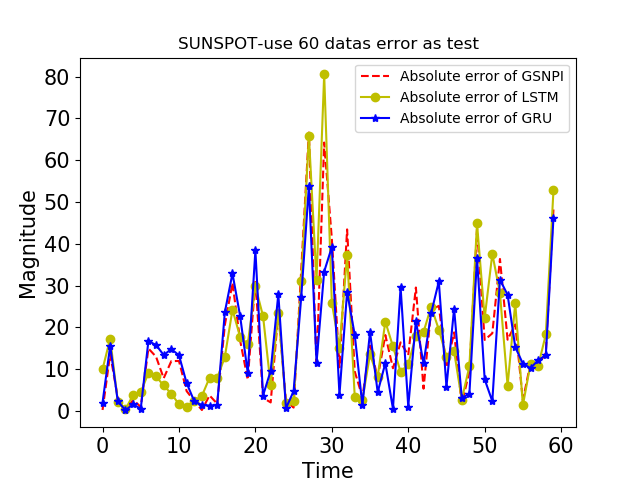 SUNSPOT-use 60 datas error as test
Absolute error of GSNPI
Absolute error of LSTM
Absolute error of GRU
Magnitude
80
70
60
50
40
30
20
10
0
0 10 20 30 40 50 60
Time